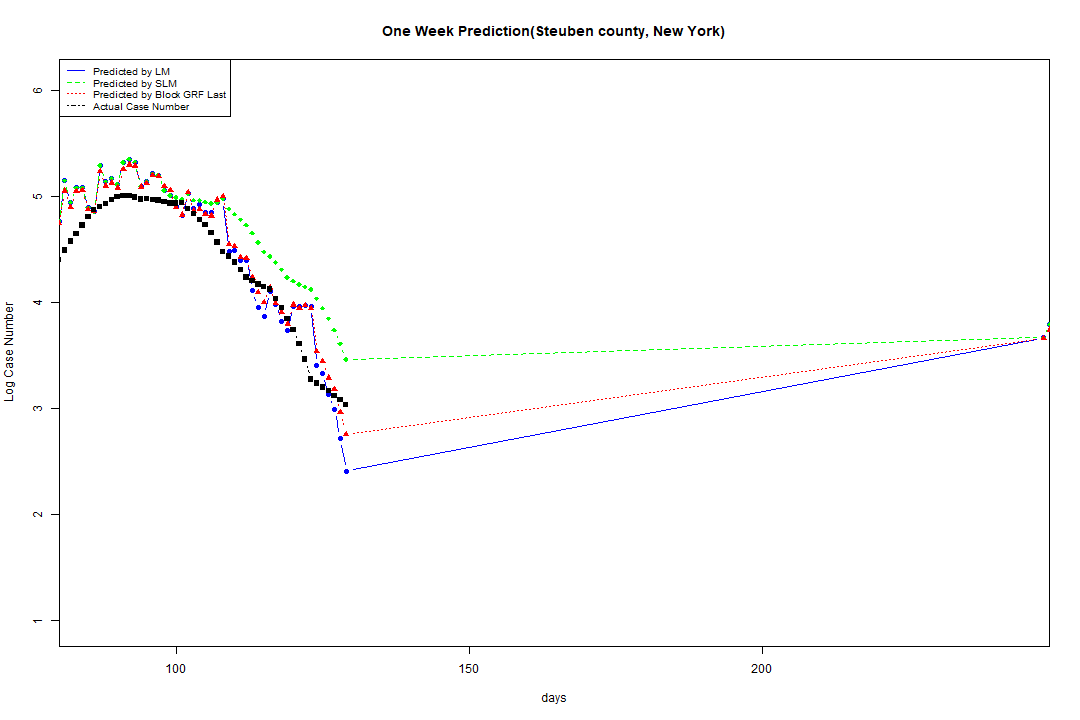 One Week Prediction(Steuben county, New York)
Predicted by LM
Predicted by SLM
Predicted by Block GRF Last
Actual Case Number
6
5
4
3
2
1
Log Case Number
100 150 200
days